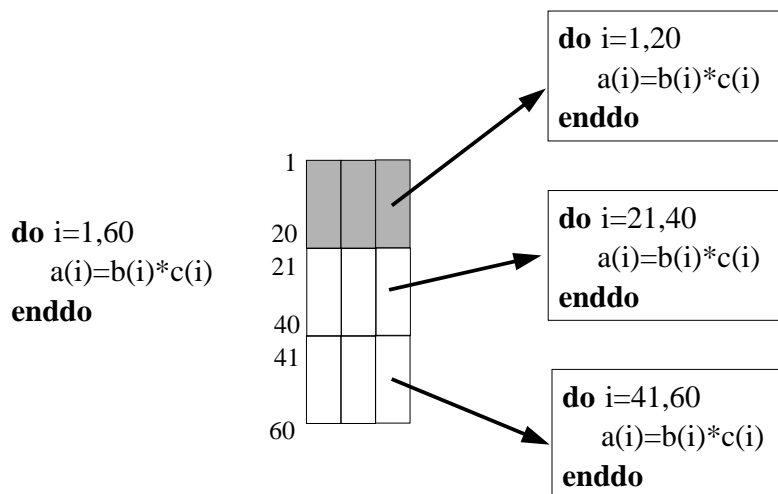 do i=1,60
a(i)=b(i)*c(i)
enddo
1
20
21
40
41
60
do i=1,20
a(i)=b(i)*c(i)
enddo
do i=21,40
a(i)=b(i)*c(i)
enddo
do i=41,60
a(i)=b(i)*c(i)
enddo